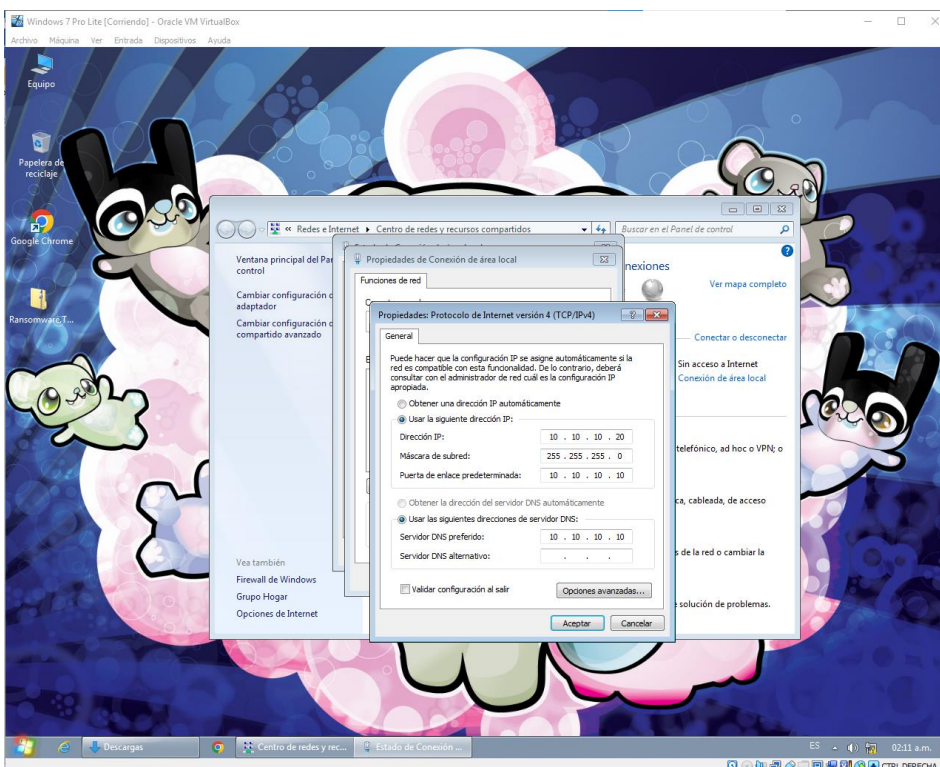 Windows 7 Pro Lite [Corriendo] - Oracle VM VirtualBox
Archivo Máquina Ver Entrada Dispositivos Ayuda
Equipo
Papelera de
reciclaje
Google Chrome
Ransomware.T...
« Redes e Internet ▸ Centro de redes y recursos compartidos
Buscar en el Panel de control
Ventana principal del Pa
control
Cambiar configuración d
adaptador
Cambiar configuración d
compartido avanzado
Vea también
Firewall de Windows
Grupo Hogar
Opciones de Internet
Propiedades de Conexión de área local
Funciones de red
nexiones
Ver mapa completo
Conectar o desconectar
Sin acceso a Internet
Conexión de área local
telefónico, ad hoc o VPN; o
ca, cableada, de acceso
s de la red o cambiar la
solución de problemas.
Propiedades: Protocolo de Internet versión 4 (TCP/IPv4)
General
Puede hacer que la configuración IP se asigne automáticamente si la
red es compatible con esta funcionalidad. De lo contrario, deberá
consultar con el administrador de red cuál es la configuración IP
apropiada.
Obtener una dirección IP automáticamente
Usar la siguiente dirección IP:
Dirección IP: 10 . 10 . 10 . 20
Máscara de subred: 255 . 255 . 255 . 0
Puerta de enlace predeterminada: 10 . 10 . 10 . 10
Obtener la dirección del servidor DNS automáticamente
Usar las siguientes direcciones de servidor DNS:
Servidor DNS preferido: 10 . 10 . 10 . 10
Servidor DNS alternativo: . . .
Validar configuración al salir
Opciones avanzadas...
Aceptar Cancelar
Descargas
Centro de redes y rec...
Estado de Conexión ...
ES 02:11 a.m.
CTRL DERECHA